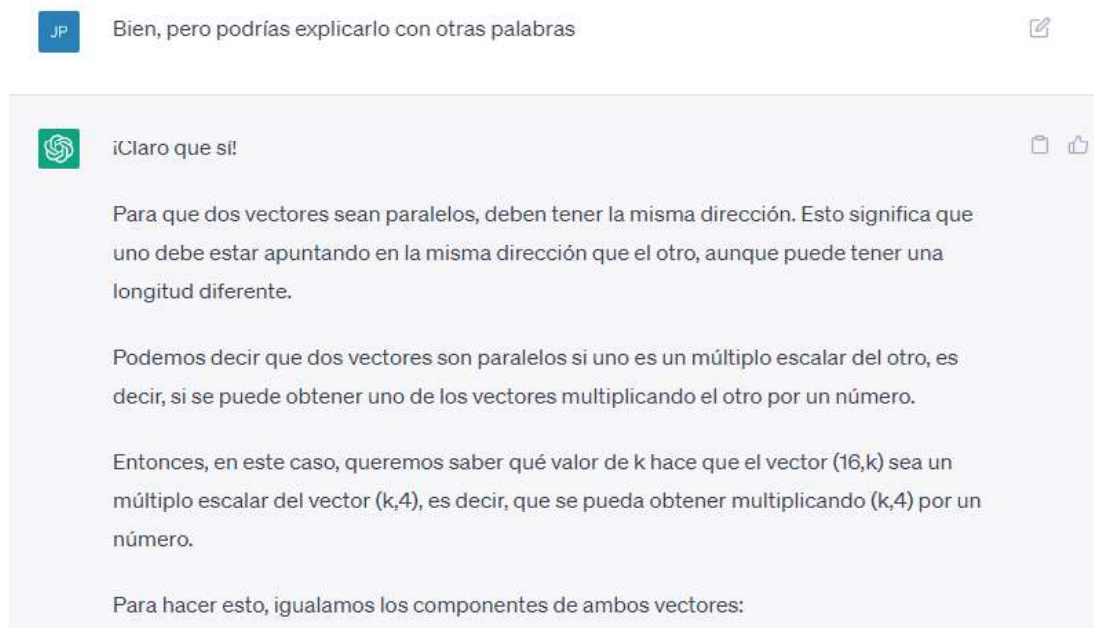 JP
Bien, pero podrías explicarlo con otras palabras
¡Claro que sí!
Para que dos vectores sean paralelos, deben tener la misma dirección. Esto significa que
uno debe estar apuntando en la misma dirección que el otro, aunque puede tener una
longitud diferente.
Podemos decir que dos vectores son paralelos si uno es un múltiplo escalar del otro, es
decir, si se puede obtener uno de los vectores multiplicando el otro por un número.
Entonces, en este caso, queremos saber qué valor de k hace que el vector (16,k) sea un
múltiplo escalar del vector (k,4), es decir, que se pueda obtener multiplicando (k,4) por un
número.
Para hacer esto, igualamos los componentes de ambos vectores: